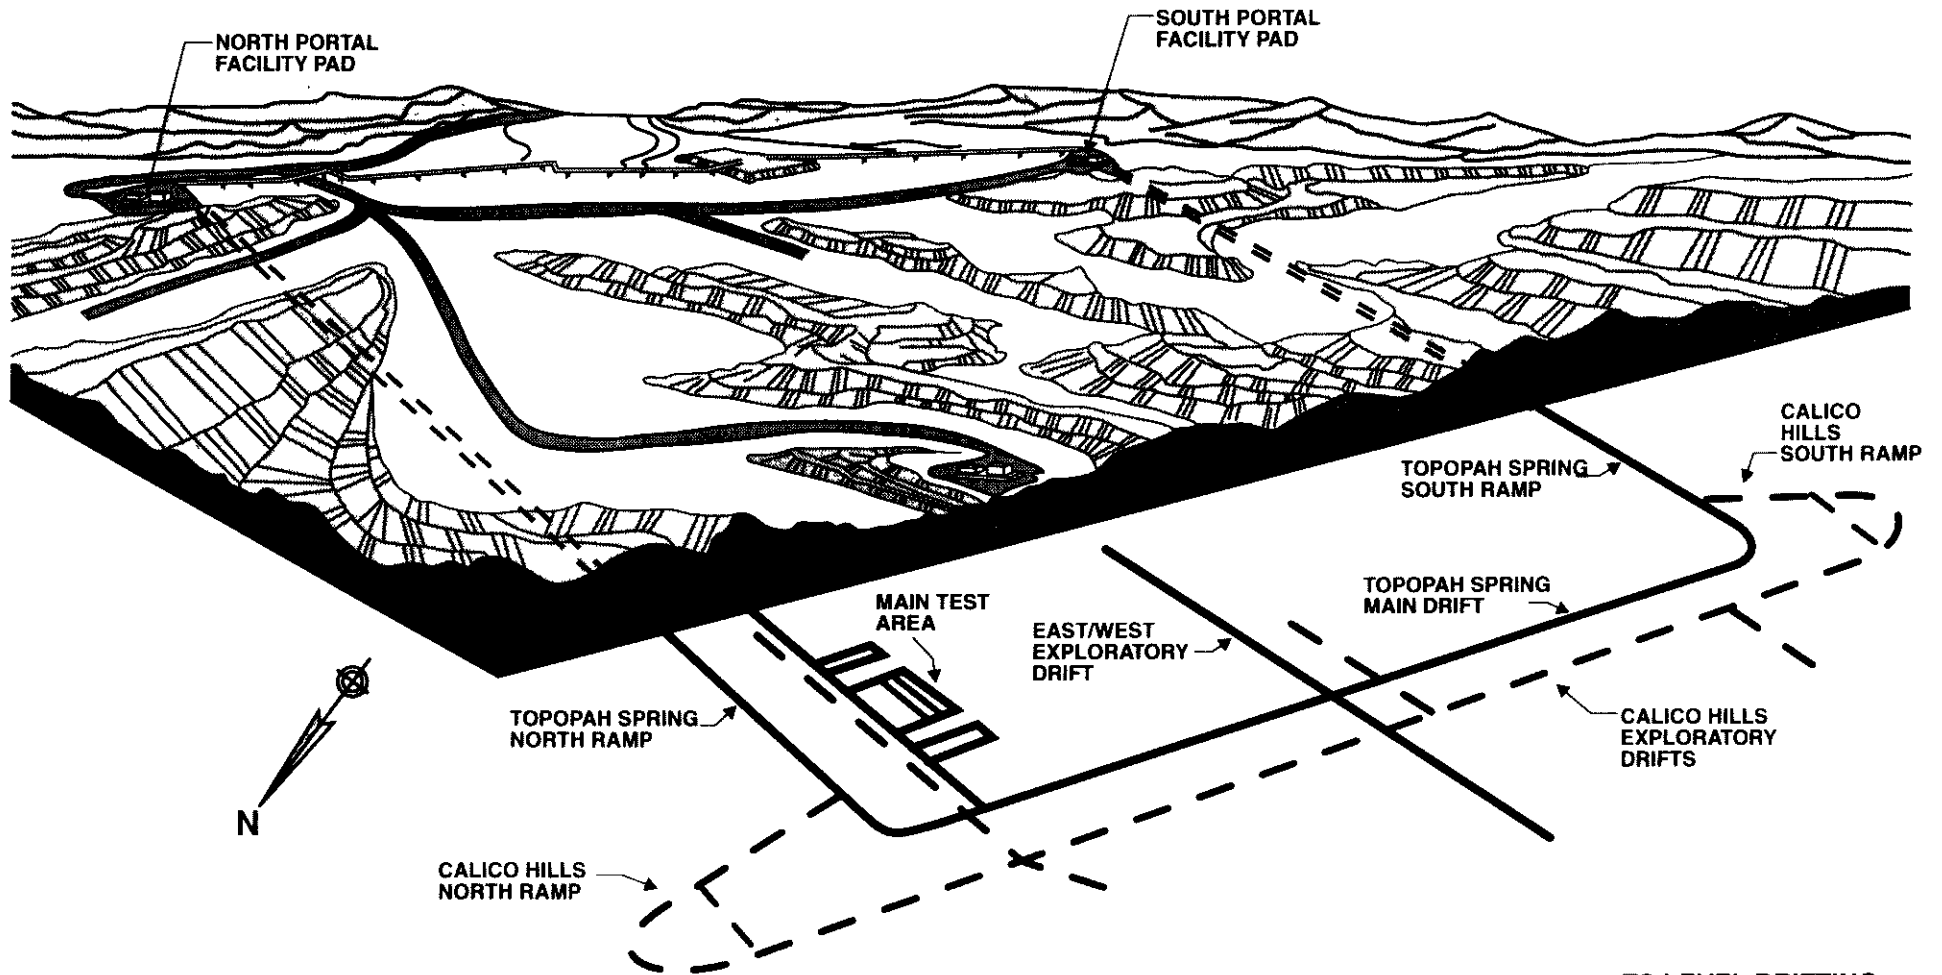 NORTH PORTAL
FACILITY PAD
SOUTH PORTAL
FACILITY PAD
CALICO
HILLS
SOUTH RAMP
TOPOPAH SPRING
SOUTH RAMP
MAIN TEST
AREA
TOPOPAH SPRING
MAIN DRIFT
EAST/WEST
EXPLORATORY
DRIFT
TOPOPAH SPRING
NORTH RAMP
CALICO HILLS
EXPLORATORY
DRIFTS
N
CALICO HILLS
NORTH RAMP